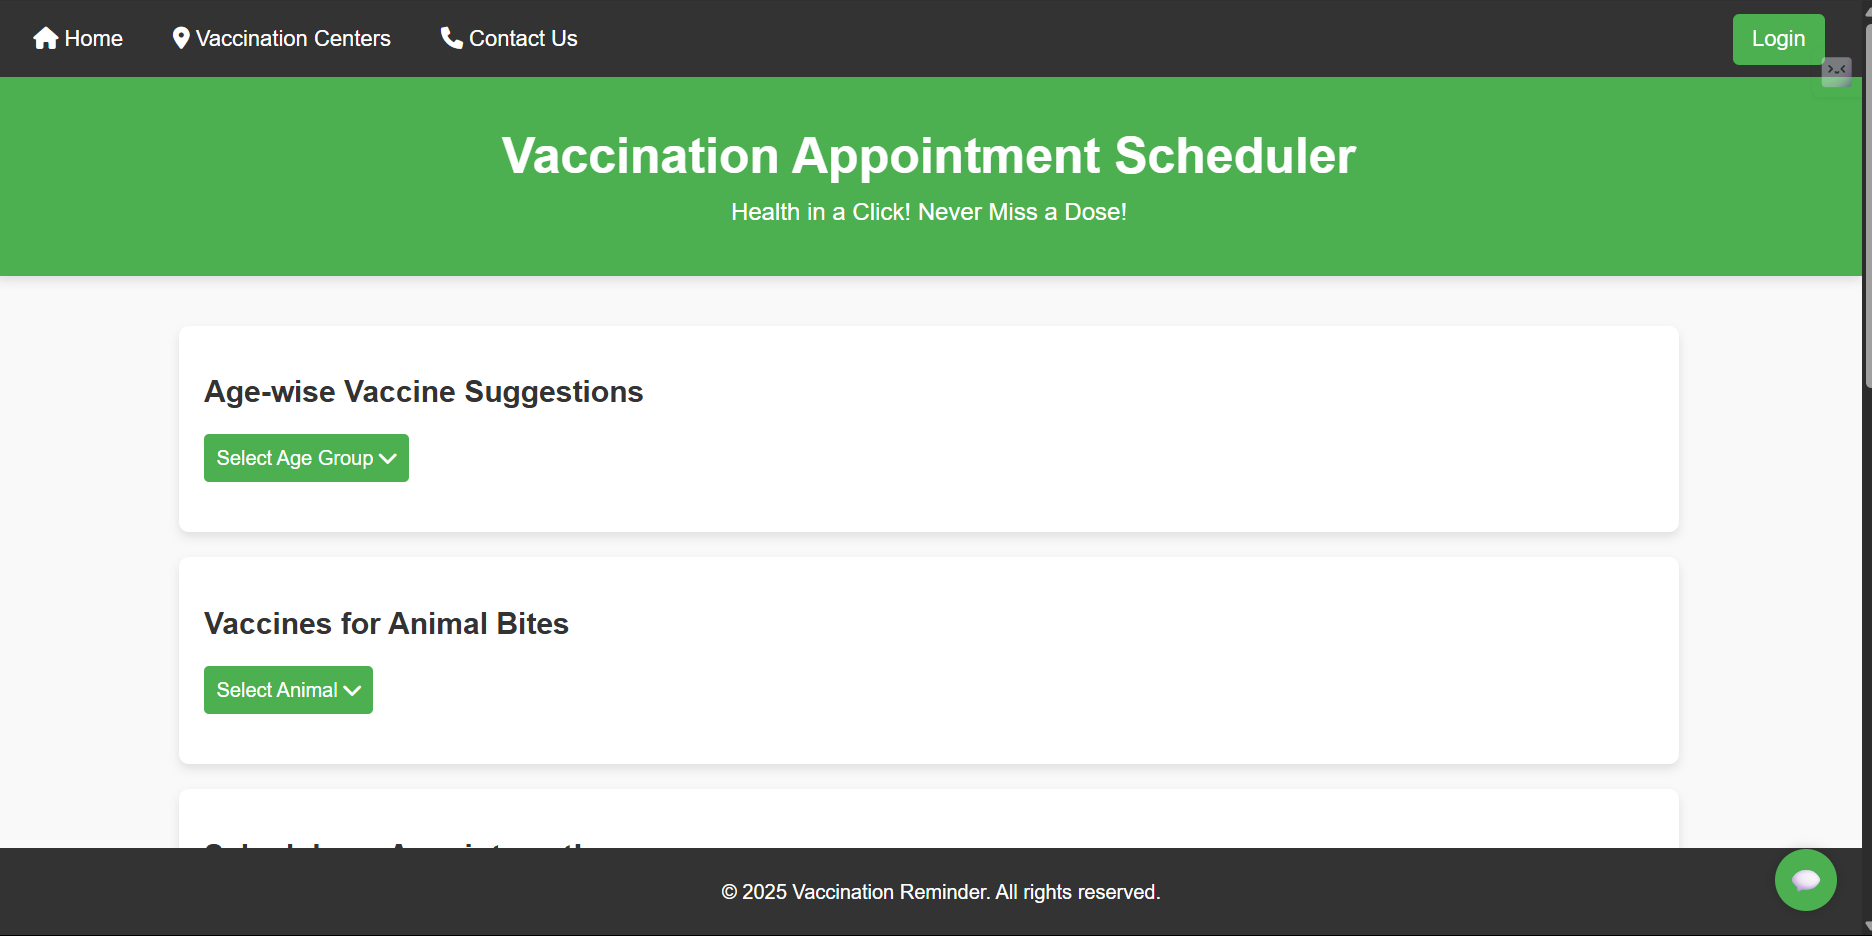 Home Vaccination Centers Contact Us Login
Vaccination Appointment Scheduler
Health in a Click! Never Miss a Dose!
Age-wise Vaccine Suggestions
Select Age Group
Vaccines for Animal Bites
Select Animal
© 2025 Vaccination Reminder. All rights reserved.